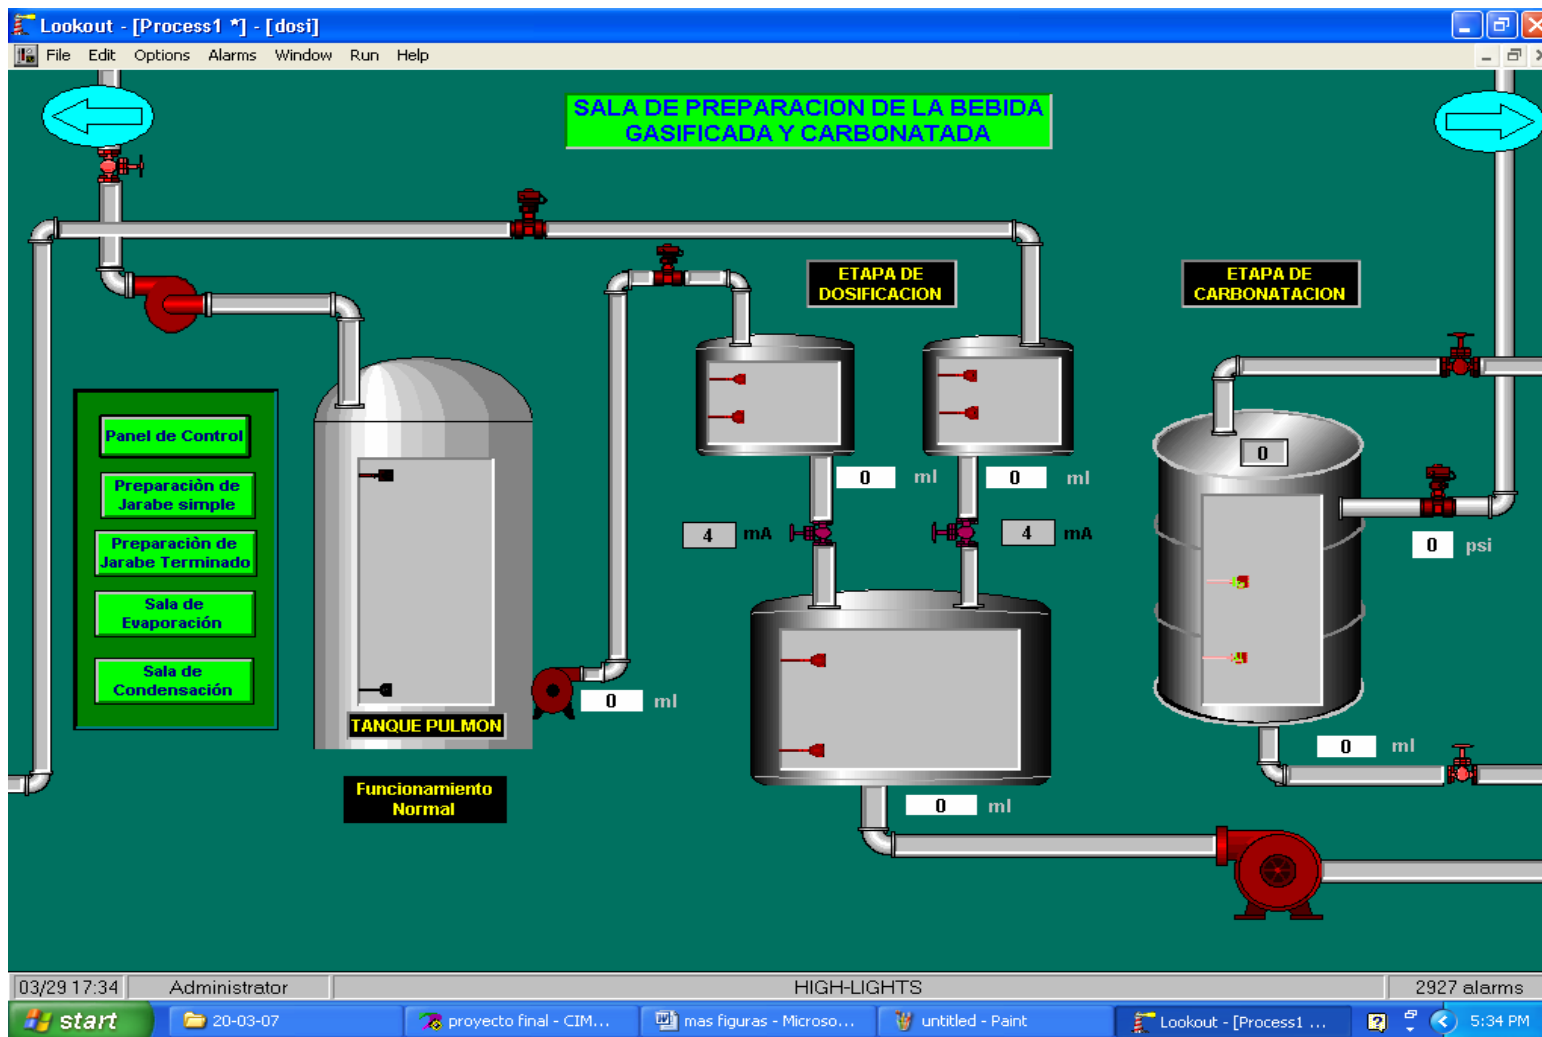 Lookout - [Process1 *] - [dosi]
File Edit Options Alarms Window Run Help
SALA DE PREPARACION DE LA BEBIDA
GASIFICADA Y CARBONATADA
ETAPA DE
DOSIFICACION
ETAPA DE
CARBONATACION
Panel de Control
Preparaciòn de
Jarabe simple
Preparaciòn de
Jarabe Terminado
Sala de
Evaporación
Sala de
Condensación
0
0 ml
0 ml
4 mA
4 mA
0 psi
0 ml
TANQUE PULMON
0 ml
Funcionamiento
Normal
0 ml
03/29 17:34 Administrator HIGH-LIGHTS 2927 alarms
start 20-03-07 proyecto final - CIM... mas figuras - Microso... untitled - Paint Lookout - [Process1 ... 5:34 PM